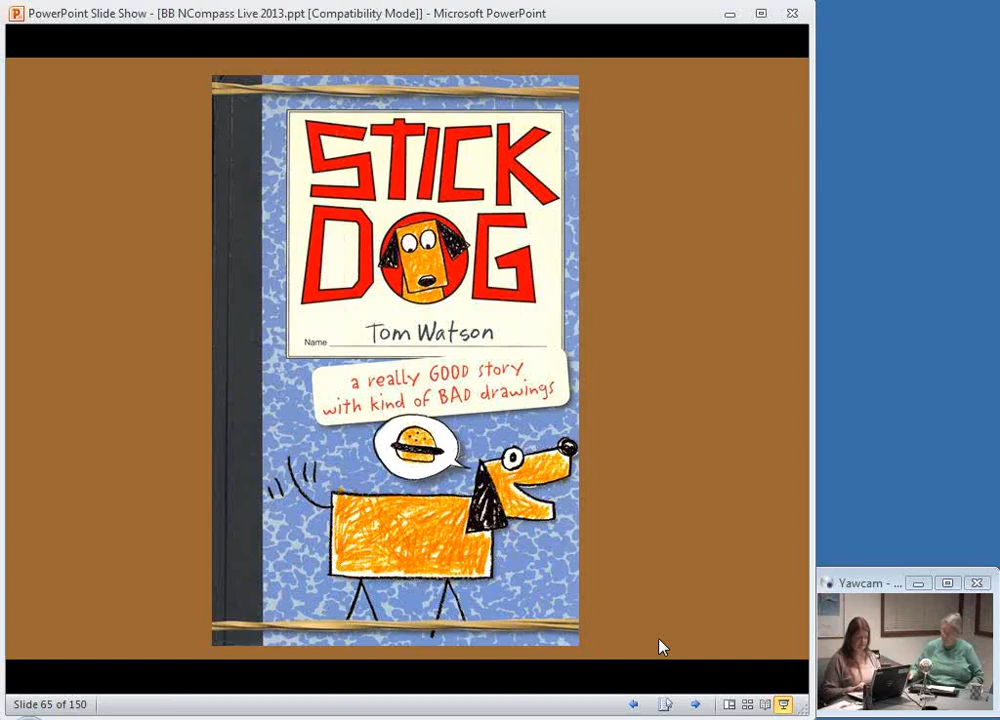 PowerPoint Slide Show - [BB NCompass Live 2013.ppt [Compatibility Mode]] - Microsoft PowerPoint
STICK
DOG
Name Tom Watson
a really GOOD story
with kind of BAD drawings
Yawcam - ...
Slide 65 of 150